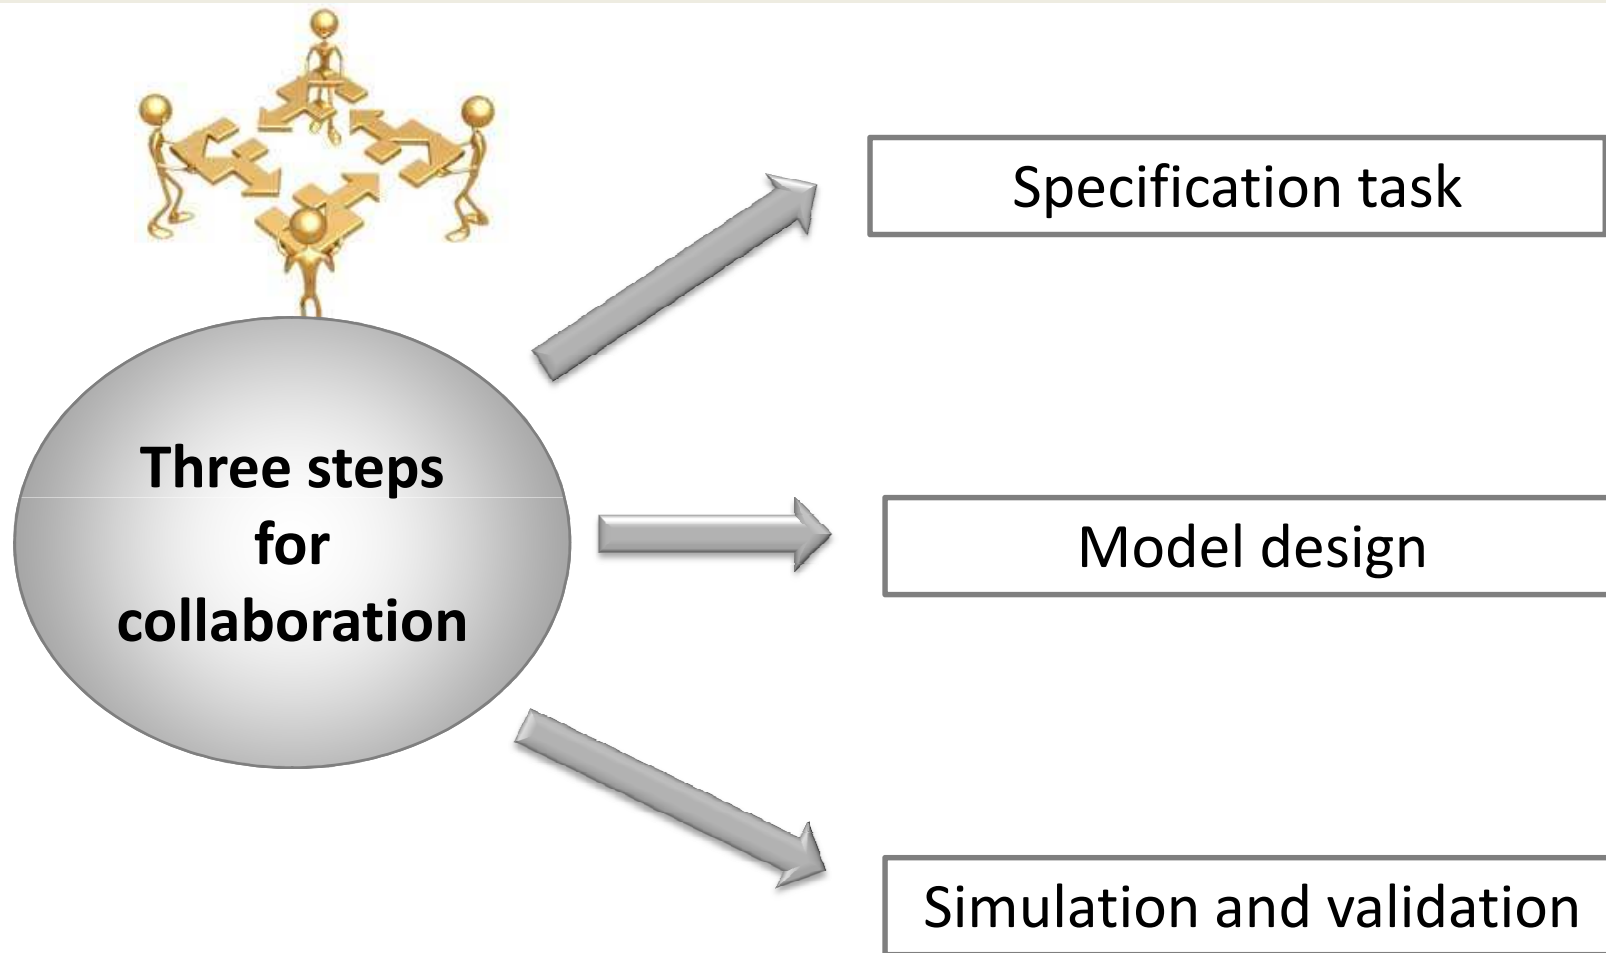 Three steps
for
collaboration
Specification task
Model design
Simulation and validation